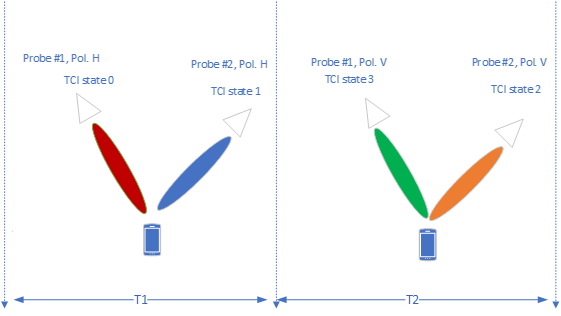 Probe #1, Pol. H
TCI state 0
Probe #2, Pol. H
TCI state 1
Probe #1, Pol. V
TCI state 3
Probe #2, Pol. V
TCI state 2
T1
T2